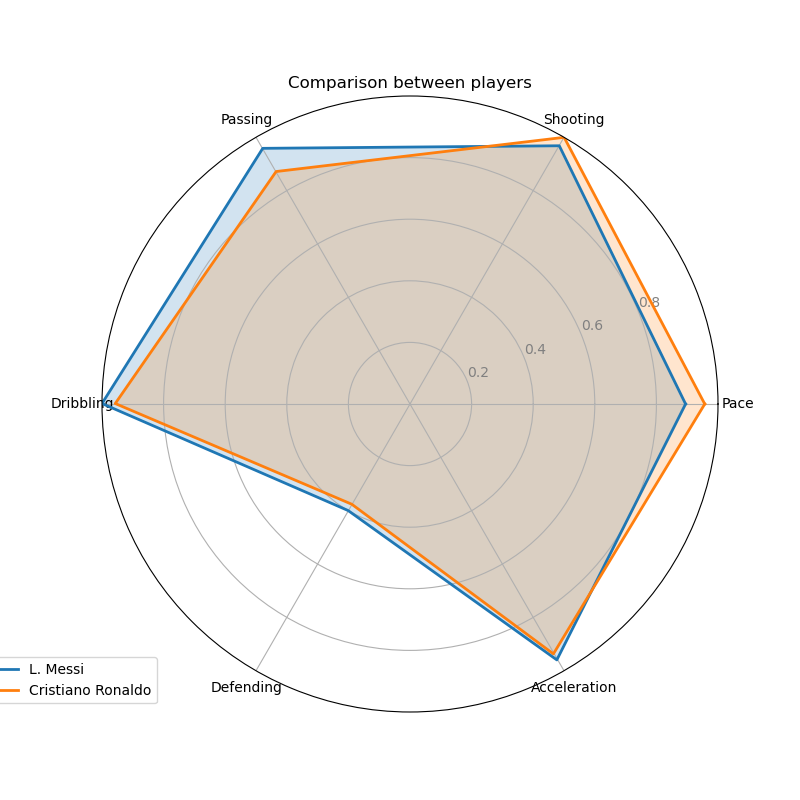 Comparison between players
Passing
Shooting
0.8
0.6
0.4
0.2
Dribbling
Pace
L. Messi
Cristiano Ronaldo
Defending
Acceleration